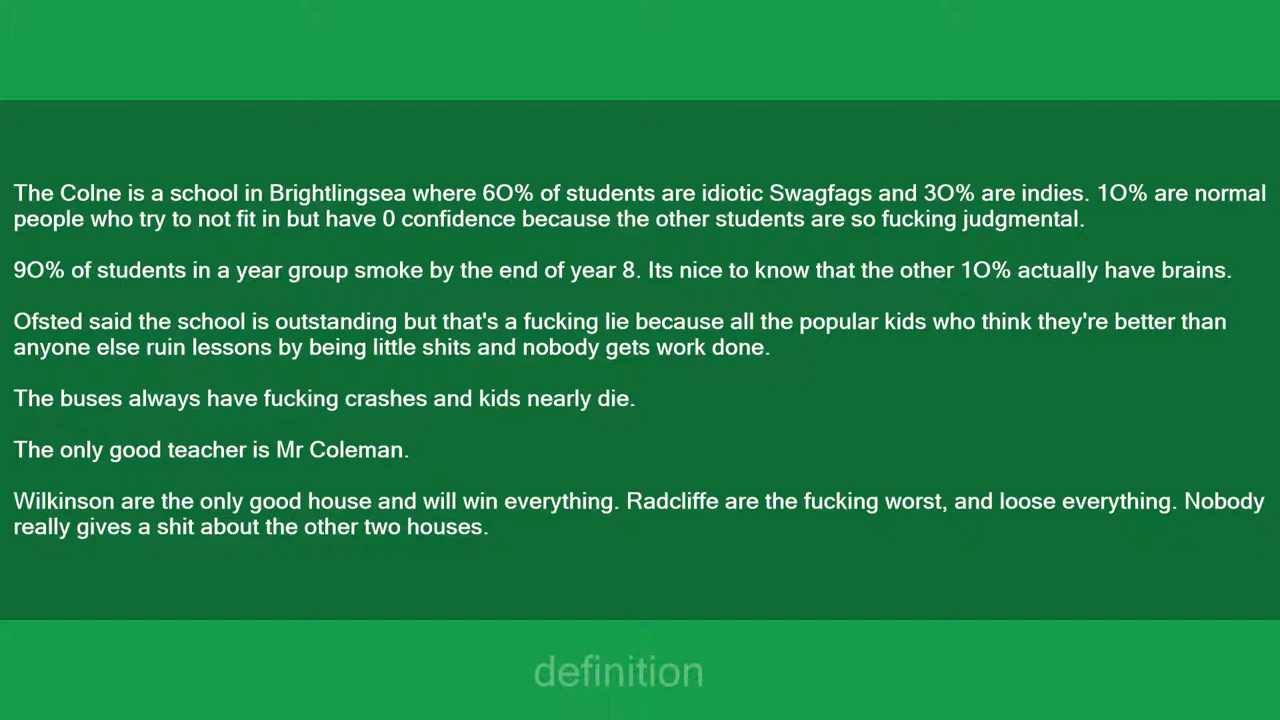 The Colne is a school in Brightlingsea where 6O% of students are idiotic Swagfags and 3O% are indies. 1O% are normal
people who try to not fit in but have 0 confidence because the other students are so fucking judgmental.
9O% of students in a year group smoke by the end of year 8. Its nice to know that the other 1O% actually have brains.
Ofsted said the school is outstanding but that's a fucking lie because all the popular kids who think they're better than
anyone else ruin lessons by being little shits and nobody gets work done.
The buses always have fucking crashes and kids nearly die.
The only good teacher is Mr Coleman.
Wilkinson are the only good house and will win everything. Radcliffe are the fucking worst, and loose everything. Nobody
really gives a shit about the other two houses.
definition